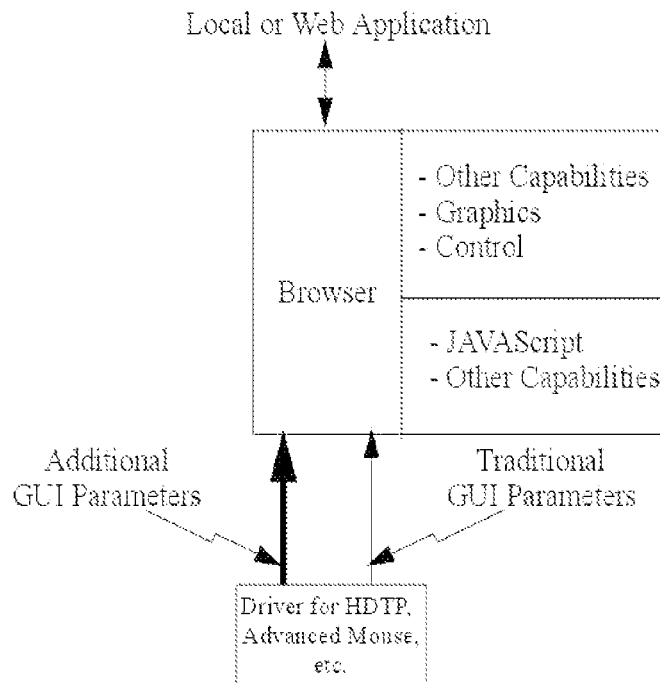 Local or Web Application
- Other Capabilities
- Graphics
- Control
Browser
- JAVAScript
- Other Capabilities
Additional
GUI Parameters
Traditional
GUI Parameters
Driver for HDTP,
Advanced Mouse,
etc.